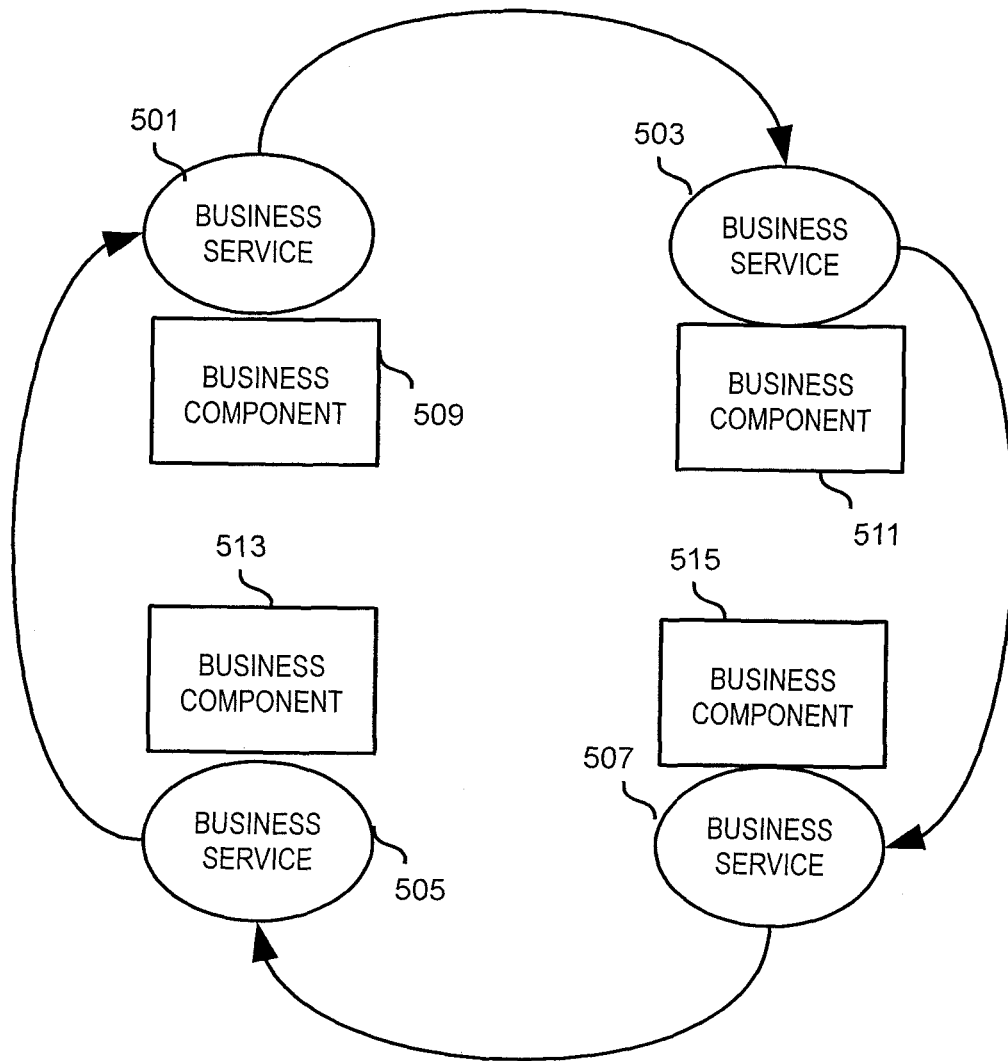 501
BUSINESS
SERVICE
503
BUSINESS
SERVICE
BUSINESS
COMPONENT
509
BUSINESS
COMPONENT
511
513
BUSINESS
COMPONENT
515
BUSINESS
COMPONENT
BUSINESS
SERVICE
505
507
BUSINESS
SERVICE